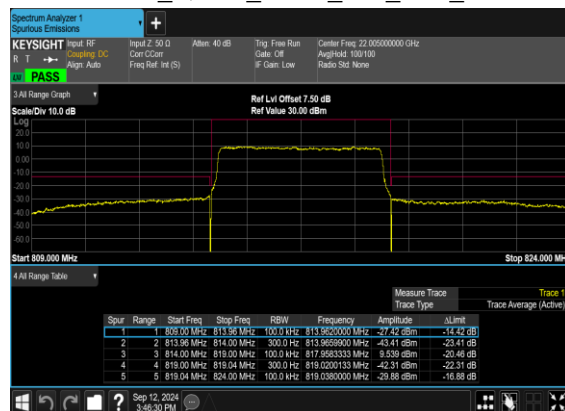 Spectrum Analyzer 1
Spurious Emissions
KEYSIGHT Input: RF Input Z: 50 Ω Atten: 40 dB Trig: Free Run Center Freq: 22.005000000 GHz
R T Coupling: DC Corr CCorr Gate: Off Avg|Hold: 100/100
Align: Auto Freq Ref: Int (S) IF Gain: Low Radio Std: None
PASS
3 All Range Graph
Ref Lvl Offset 7.50 dB
Scale/Div 10.0 dB Ref Value 30.00 dBm
Log
20.0
10.0
0.00
-10.0
-20.0
-30.0
-40.0
-50.0
-60.0
Start 809.000 MHz Stop 824.000 MH
4 All Range Table
Measure Trace Trace 1
Trace Type Trace Average (Active)
Spur Range Start Freq Stop Freq RBW Frequency Amplitude ΔLimit
1 1 809.00 MHz 813.96 MHz 100.0 kHz 813.9620000 MHz -27.42 dBm -14.42 dB
2 2 813.96 MHz 814.00 MHz 300.0 Hz 813.9659900 MHz -43.41 dBm -23.41 dB
3 3 814.00 MHz 819.00 MHz 100.0 kHz 817.9583333 MHz 9.539 dBm -20.46 dB
4 4 819.00 MHz 819.04 MHz 300.0 Hz 819.0200133 MHz -42.31 dBm -22.31 dB
5 5 819.04 MHz 824.00 MHz 100.0 kHz 819.0380000 MHz -29.88 dBm -16.88 dB
Sep 12, 2024
3:46:30 PM